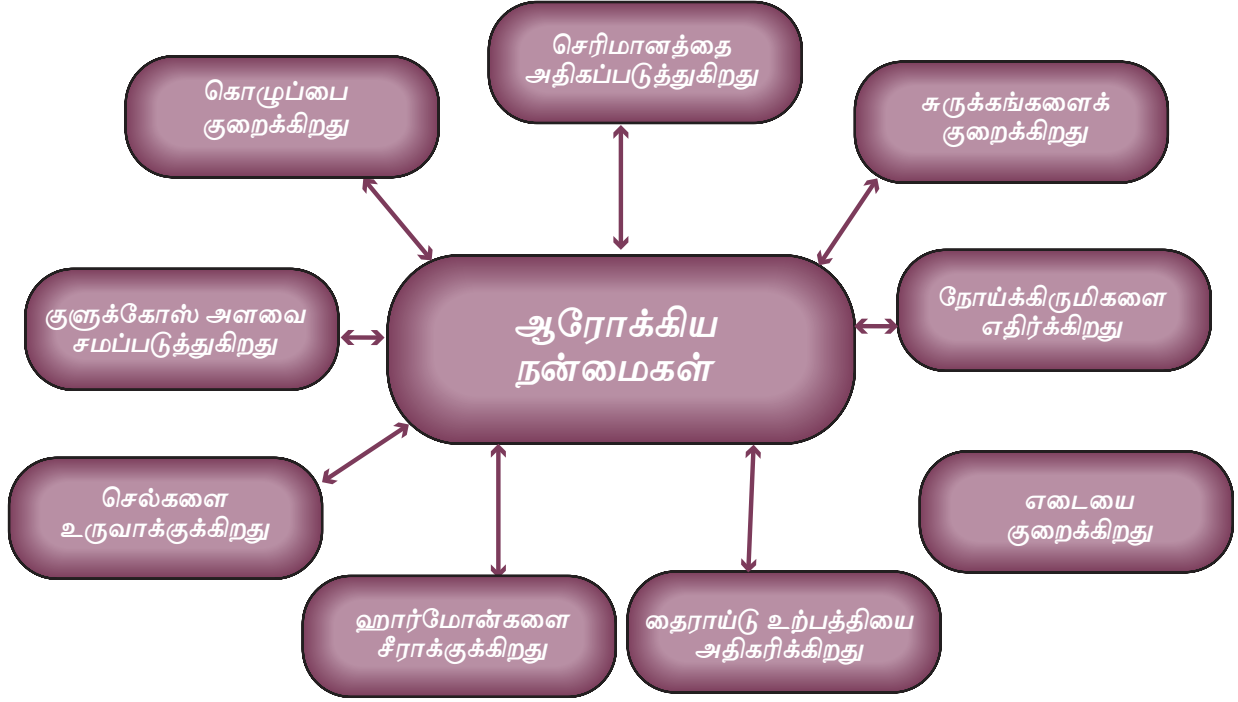 செரிமானத்தை
அதிகப்படுத்துகிறது
கொழுப்பை
குறைக்கிறது
சுருக்கங்களைக்
குறைக்கிறது
குளுக்கோஸ் அளவை
சமப்படுத்துகிறது
ஆரோக்கிய
நன்மைகள்
நோய்க்கிருமிகளை
எதிர்க்கிறது
செல்களை
உருவாக்குக்கிறது
எடையை
குறைக்கிறது
ஹார்மோன்களை
சீராக்குக்கிறது
தைராய்டு உற்பத்தியை
அதிகரிக்கிறது